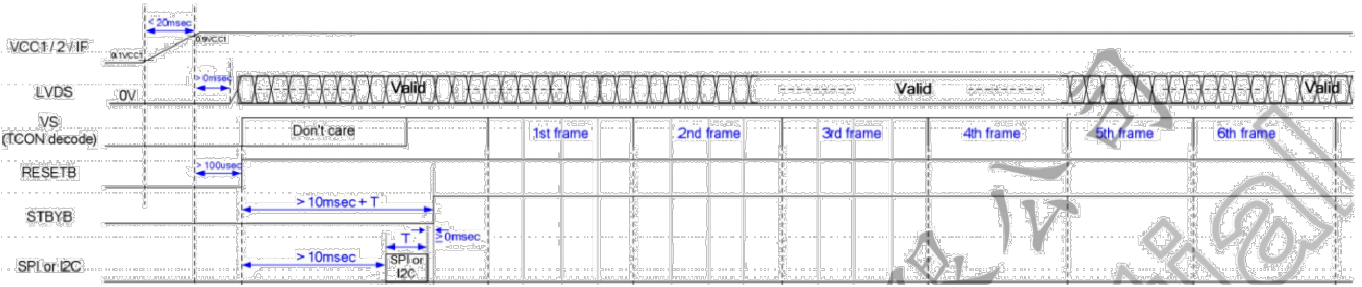 < 20msec
VCC1 / 2 / IF
0.1VCC1
0.9VCC1
> 0msec
LVDS
0V
Valid
Valid
Valid
VS
(TCON decode)
Don't care
1st frame
2nd frame
3rd frame
4th frame
5th frame
6th frame
RESETB
> 100usec
STBYB
> 10msec + T
T
≥ 0msec
SPI or I2C
> 10msec
SPI or
I2C